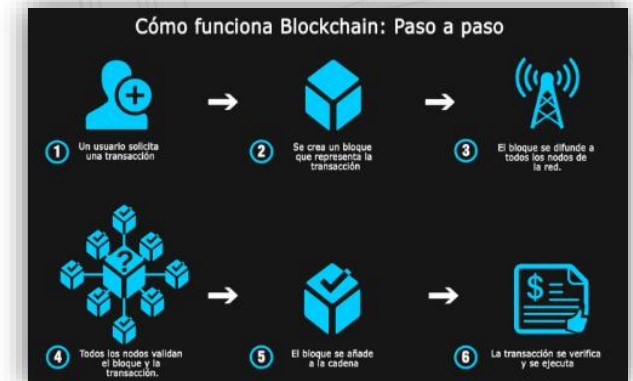 Cómo funciona Blockchain: Paso a paso
1 Un usuario solicita
una transacción
2 Se crea un bloque
que representa la
transacción
3 El bloque se difunde a
todos los nodos de
la red.
?
4 Todos los nodos validan
el bloque y la
transacción.
5 El bloque se añade
a la cadena
$
6 La transacción se verifica
y se ejecuta